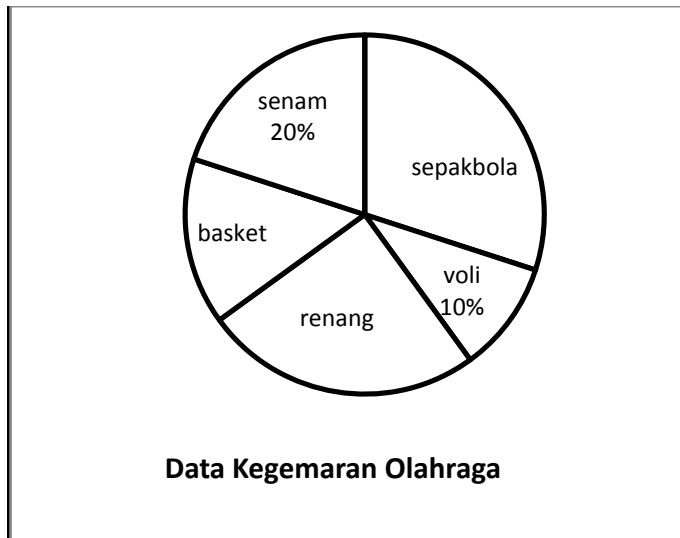 senam
20%
sepakbola
basket
voli
10%
renang
Data Kegemaran Olahraga